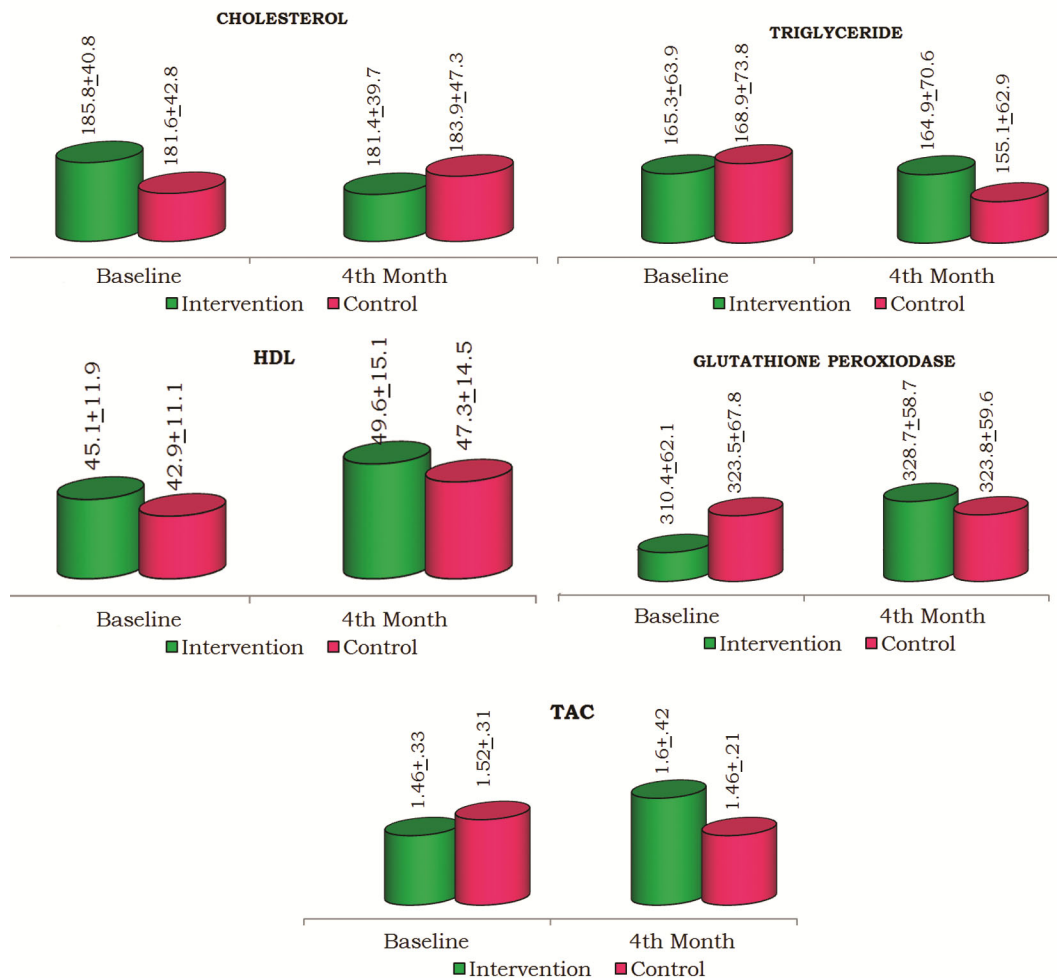 CHOLESTEROL
185.8±40.8
181.6±42.8
181.4±39.7
183.9±47.3
Baseline
4th Month
Intervention Control
TRIGLYCERIDE
165.3±63.9
168.9±73.8
164.9±70.6
155.1±62.9
Baseline
4th Month
Intervention Control
HDL
45.1±11.9
42.9±11.1
49.6±15.1
47.3±14.5
Baseline
4th Month
Intervention Control
GLUTATHIONE PEROXIODASE
310.4±62.1
323.5±67.8
328.7±58.7
323.8±59.6
Baseline
4th Month
Intervention Control
TAC
1.46±.33
1.52±.31
1.6±.42
1.46±.21
Baseline
4th Month
Intervention Control